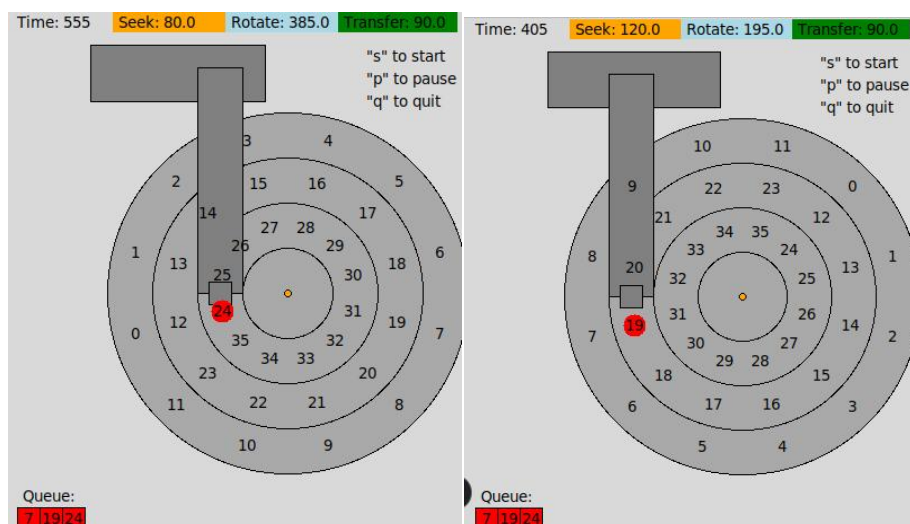 Time: 555 Seek: 80.0 Rotate: 385.0 Transfer: 90.0
"s" to start
"p" to pause
"q" to quit
3 4
2 15 16 5
14 17
27 28
1 26 29 6
13 25 30 18
24 31
0 12 35 32 19 7
34 33
23 20
11 22 21 8
10 9
Queue:
7 19 24
Time: 405 Seek: 120.0 Rotate: 195.0 Transfer: 90.0
"s" to start
"p" to pause
"q" to quit
10 11
9 22 23 0
21 12
34 35
8 33 24 1
20 32 25 13
19 31 26 14
7 30 27 2
29 28
18 15
6 17 16 3
5 4
Queue:
7 19 24